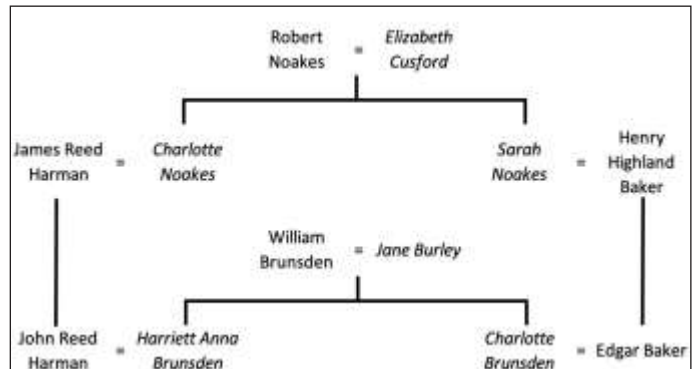 Robert Noakes = Elizabeth Cusford
James Reed Harman = Charlotte Noakes
Sarah Noakes = Henry Highland Baker
William Brunsden = Jane Burley
John Reed Harman = Harriett Anna Brunsden
Charlotte Brunsden = Edgar Baker